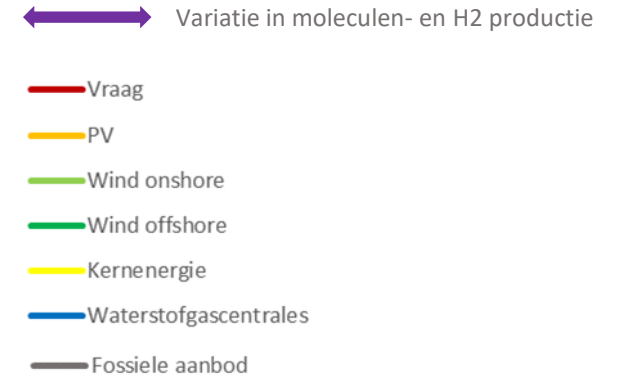 Variatie in moleculen- en H2 productie
Vraag
PV
Wind onshore
Wind offshore
Kernenergie
Waterstofgascentrales
Fossiele aanbod